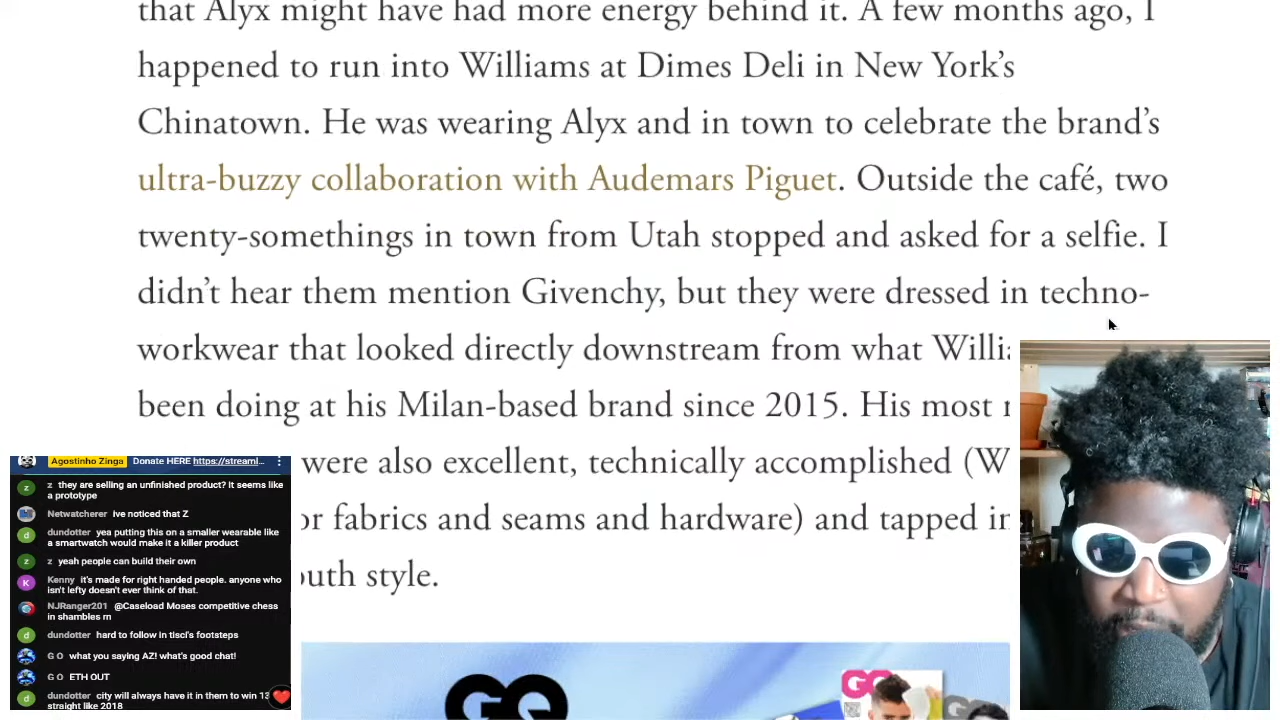 that Alyx might have had more energy behind it. A few months ago, I
happened to run into Williams at Dimes Deli in New York's
Chinatown. He was wearing Alyx and in town to celebrate the brand's
ultra-buzzy collaboration with Audemars Piguet. Outside the café, two
twenty-somethings in town from Utah stopped and asked for a selfie. I
didn't hear them mention Givenchy, but they were dressed in techno-
workwear that looked directly downstream from what Willi
been doing at his Milan-based brand since 2015. His most
were also excellent, technically accomplished (W
or fabrics and seams and hardware) and tapped in
outh style.
Agostinho Zinga Donate HERE https://streaml...
z they are selling an unfinished product? it seems like
a prototype
Netwatcherer ive noticed that Z
dundotter yea putting this on a smaller wearable like
a smartwatch would make it a killer product
z yeah people can build their own
Kenny it's made for right handed people. anyone who
isn't lefty doesn't ever think of that.
NJRanger201 @Caseload Moses competitive chess
in shambles rn
dundotter hard to follow in tisci's footsteps
G O what you saying AZ! what's good chat!
G O ETH OUT
dundotter city will always have it in them to win 13
straight like 2018
GQ
GQ